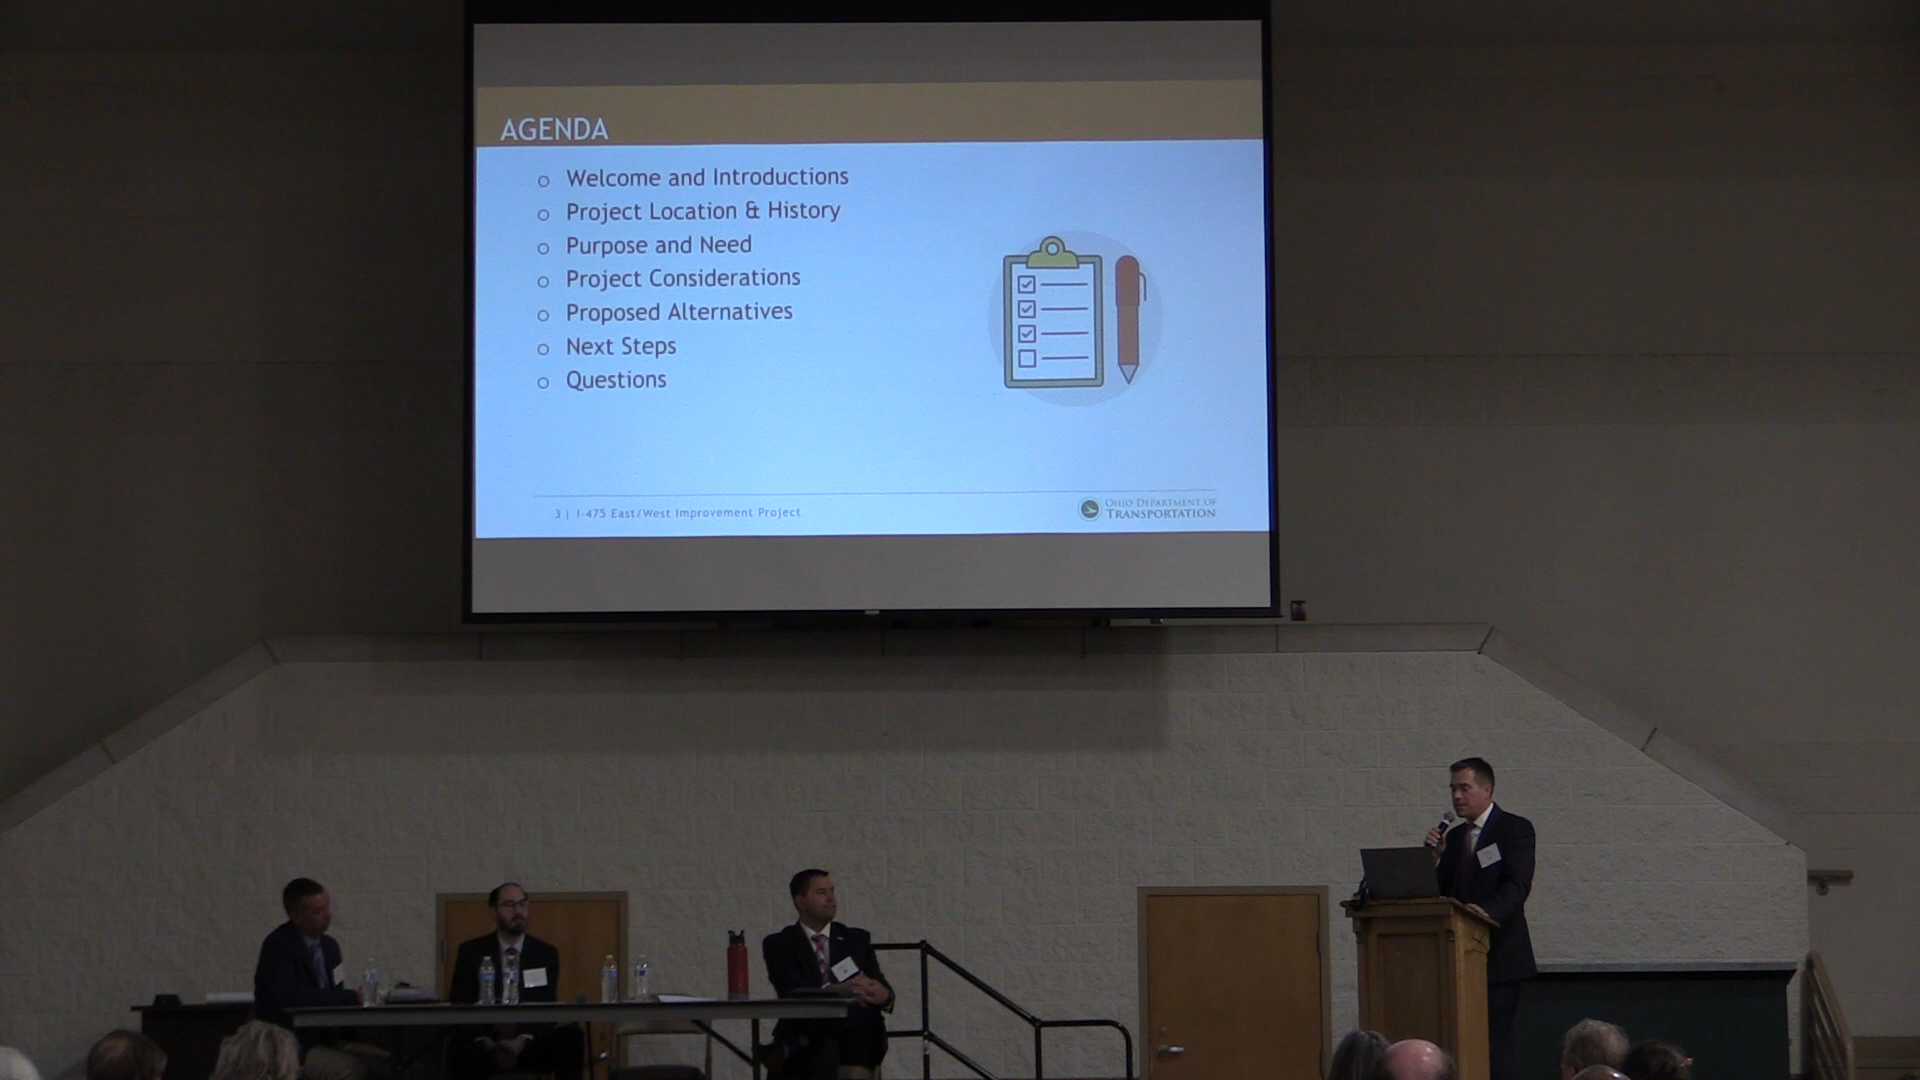 AGENDA
Welcome and Introductions
Project Location & History
Purpose and Need
Project Considerations
Proposed Alternatives
Next Steps
Questions
3 | I-475 East/West Improvement Project
OHIO DEPARTMENT OF
TRANSPORTATION